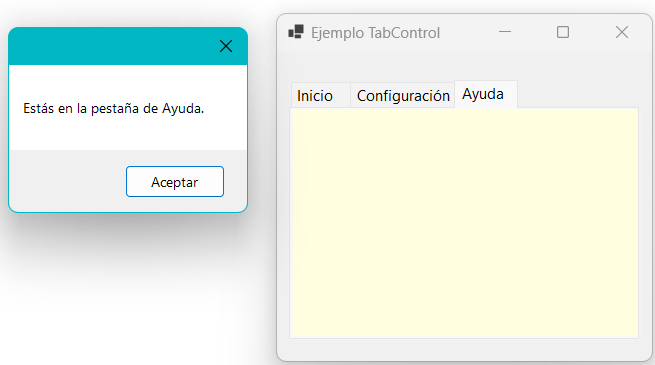 Estás en la pestaña de Ayuda.
Aceptar
Ejemplo TabControl
Inicio
Configuración
Ayuda